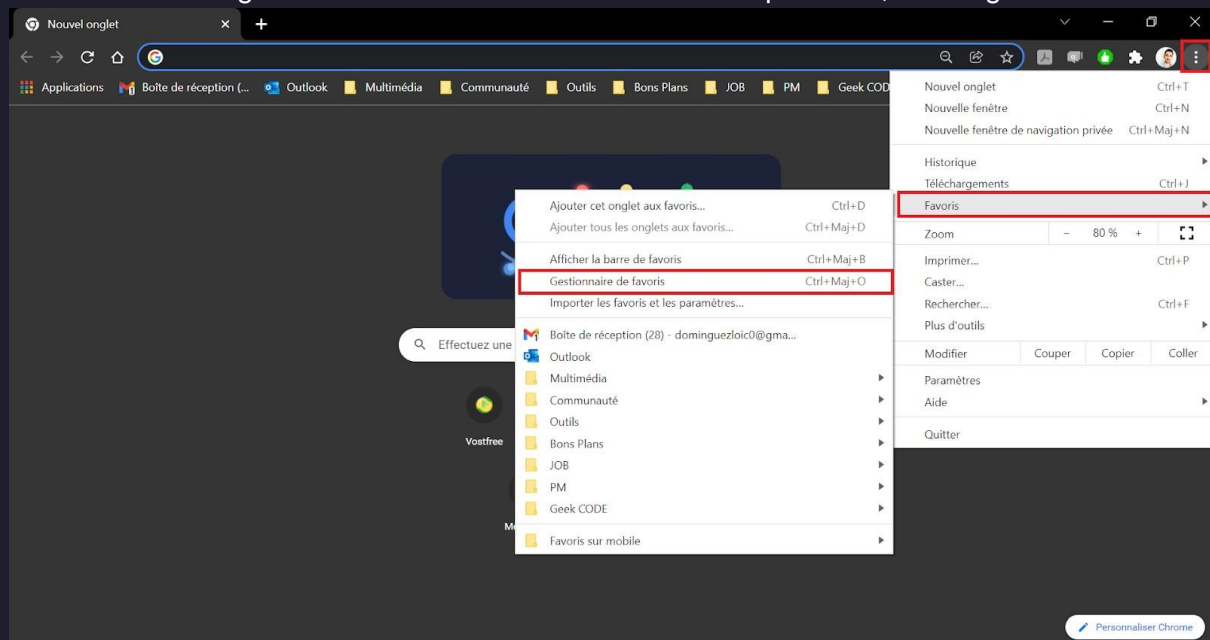 Nouvel onglet
Applications Boîte de réception (... Outlook Multimédia Communauté Outils Bons Plans JOB PM Geek COD
Nouvel onglet Ctrl+T
Nouvelle fenêtre Ctrl+N
Nouvelle fenêtre de navigation privée Ctrl+Maj+N
Historique
Téléchargements Ctrl+J
Favoris
Zoom - 80 % +
Imprimer... Ctrl+P
Caster...
Rechercher... Ctrl+F
Plus d'outils
Modifier Couper Copier Coller
Paramètres
Aide
Quitter
Ajouter cet onglet aux favoris... Ctrl+D
Ajouter tous les onglets aux favoris... Ctrl+Maj+D
Afficher la barre de favoris Ctrl+Maj+B
Gestionnaire de favoris Ctrl+Maj+O
Importer les favoris et les paramètres...
Boîte de réception (28) - dominguezloic0@gma...
Outlook
Multimédia
Communauté
Outils
Bons Plans
JOB
PM
Geek CODE
Favoris sur mobile
Effectuez une
Vostfree
Personnaliser Chrome